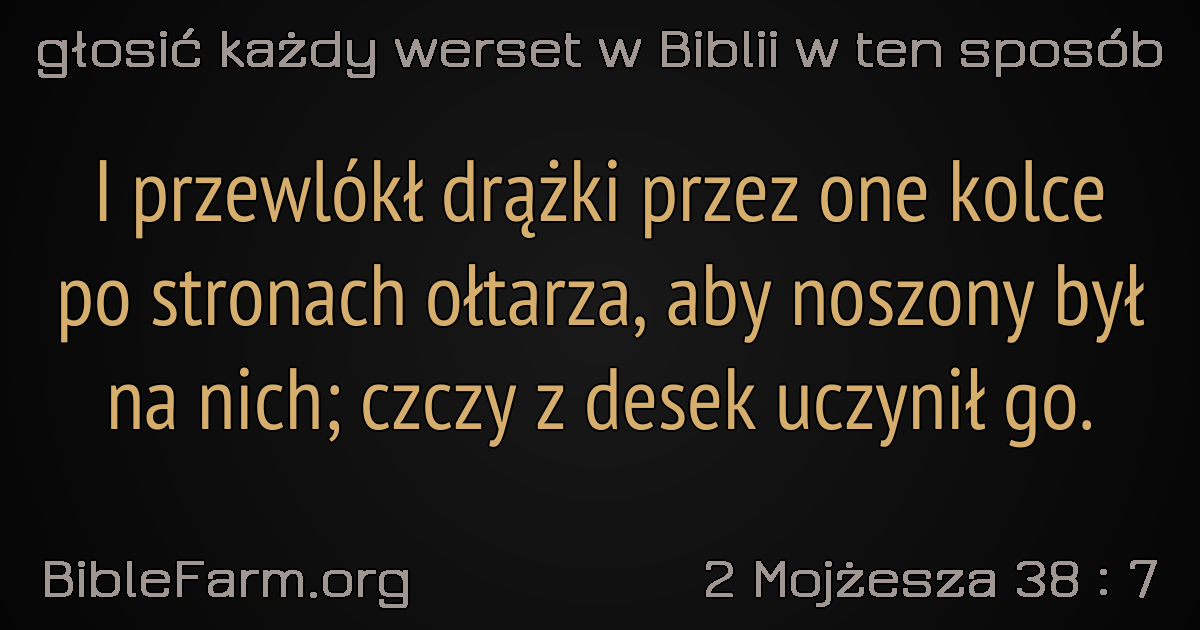 głosić każdy werset w Biblii w ten sposób
I przewlókł drążki przez one kolce
po stronach ołtarza, aby noszony był
na nich; czczy z desek uczynił go.
BibleFarm.org
2 Mojżesza 38 : 7